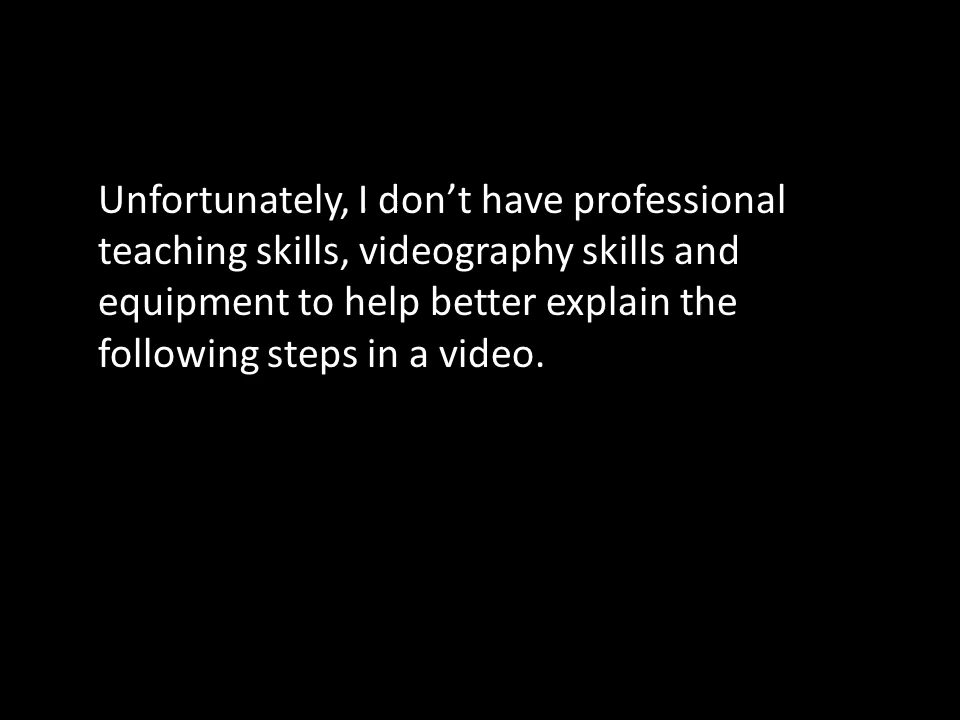 Unfortunately, I don’t have professional
teaching skills, videography skills and
equipment to help better explain the
following steps in a video.